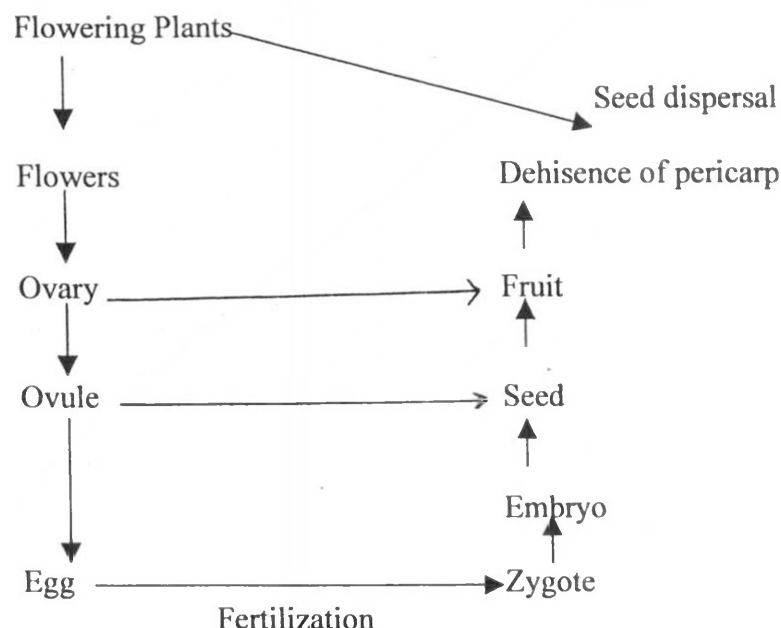 Flowering Plants
Seed dispersal
Flowers
Dehisence of pericarp
Ovary
Fruit
Ovule
Seed
Embryo
Egg
Zygote
Fertilization